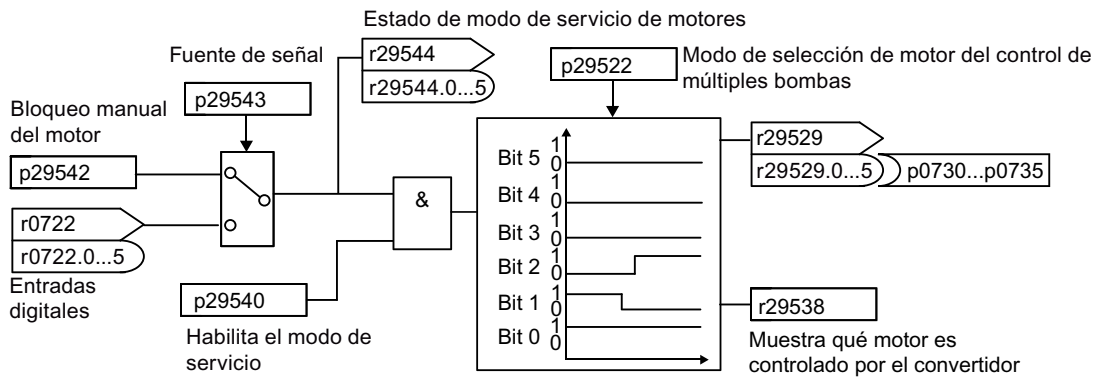 Estado de modo de servicio de motores
Fuente de señal
r29544
r29544.0...5
p29522
Modo de selección de motor del control de
múltiples bombas
p29543
Bloqueo manual
del motor
p29542
r0722
r0722.0...5
Entradas
digitales
&
p29540
Habilita el modo de
servicio
Bit 5 1 0
Bit 4 1 0
Bit 3 1 0
Bit 2 1 0
Bit 1 1 0
Bit 0 1 0
r29529
r29529.0...5
p0730...p0735
r29538
Muestra qué motor es
controlado por el convertidor